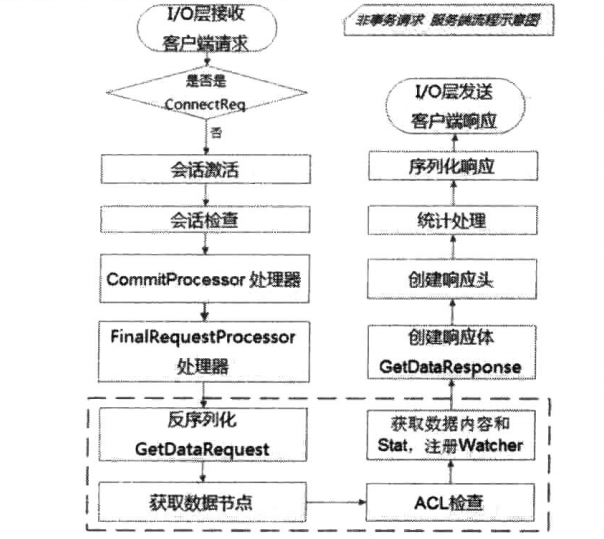 非事务请求 服务端流程示意图
I/O层接收
客户端请求
是否是
ConnectReq
否
会话激活
会话检查
CommitProcessor 处理器
FinalRequestProcessor
处理器
反序列化
GetDataRequest
获取数据节点
ACL检查
获取数据内容和
Stat，注册Watcher
创建响应体
GetDataResponse
创建响应头
统计处理
序列化响应
I/O层发送
客户端响应